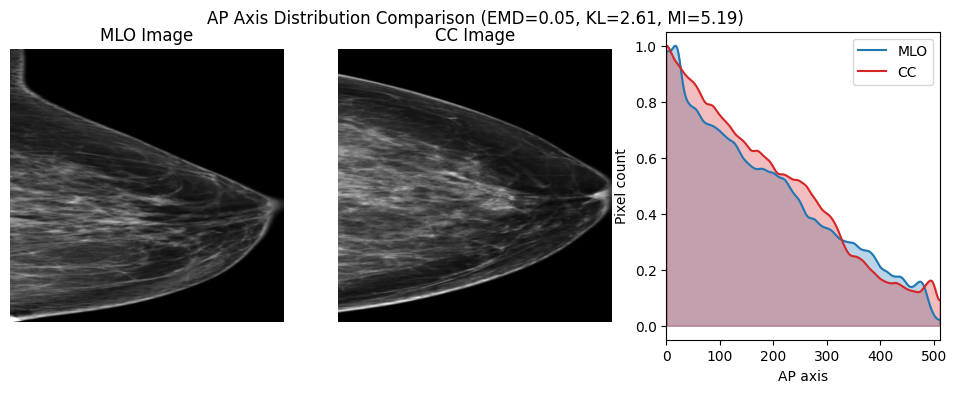 AP Axis Distribution Comparison (EMD=0.05, KL=2.61, MI=5.19)
MLO Image
CC Image
MLO
CC
Pixel count
1.0
0.8
0.6
0.4
0.2
0.0
0 100 200 300 400 500
AP axis